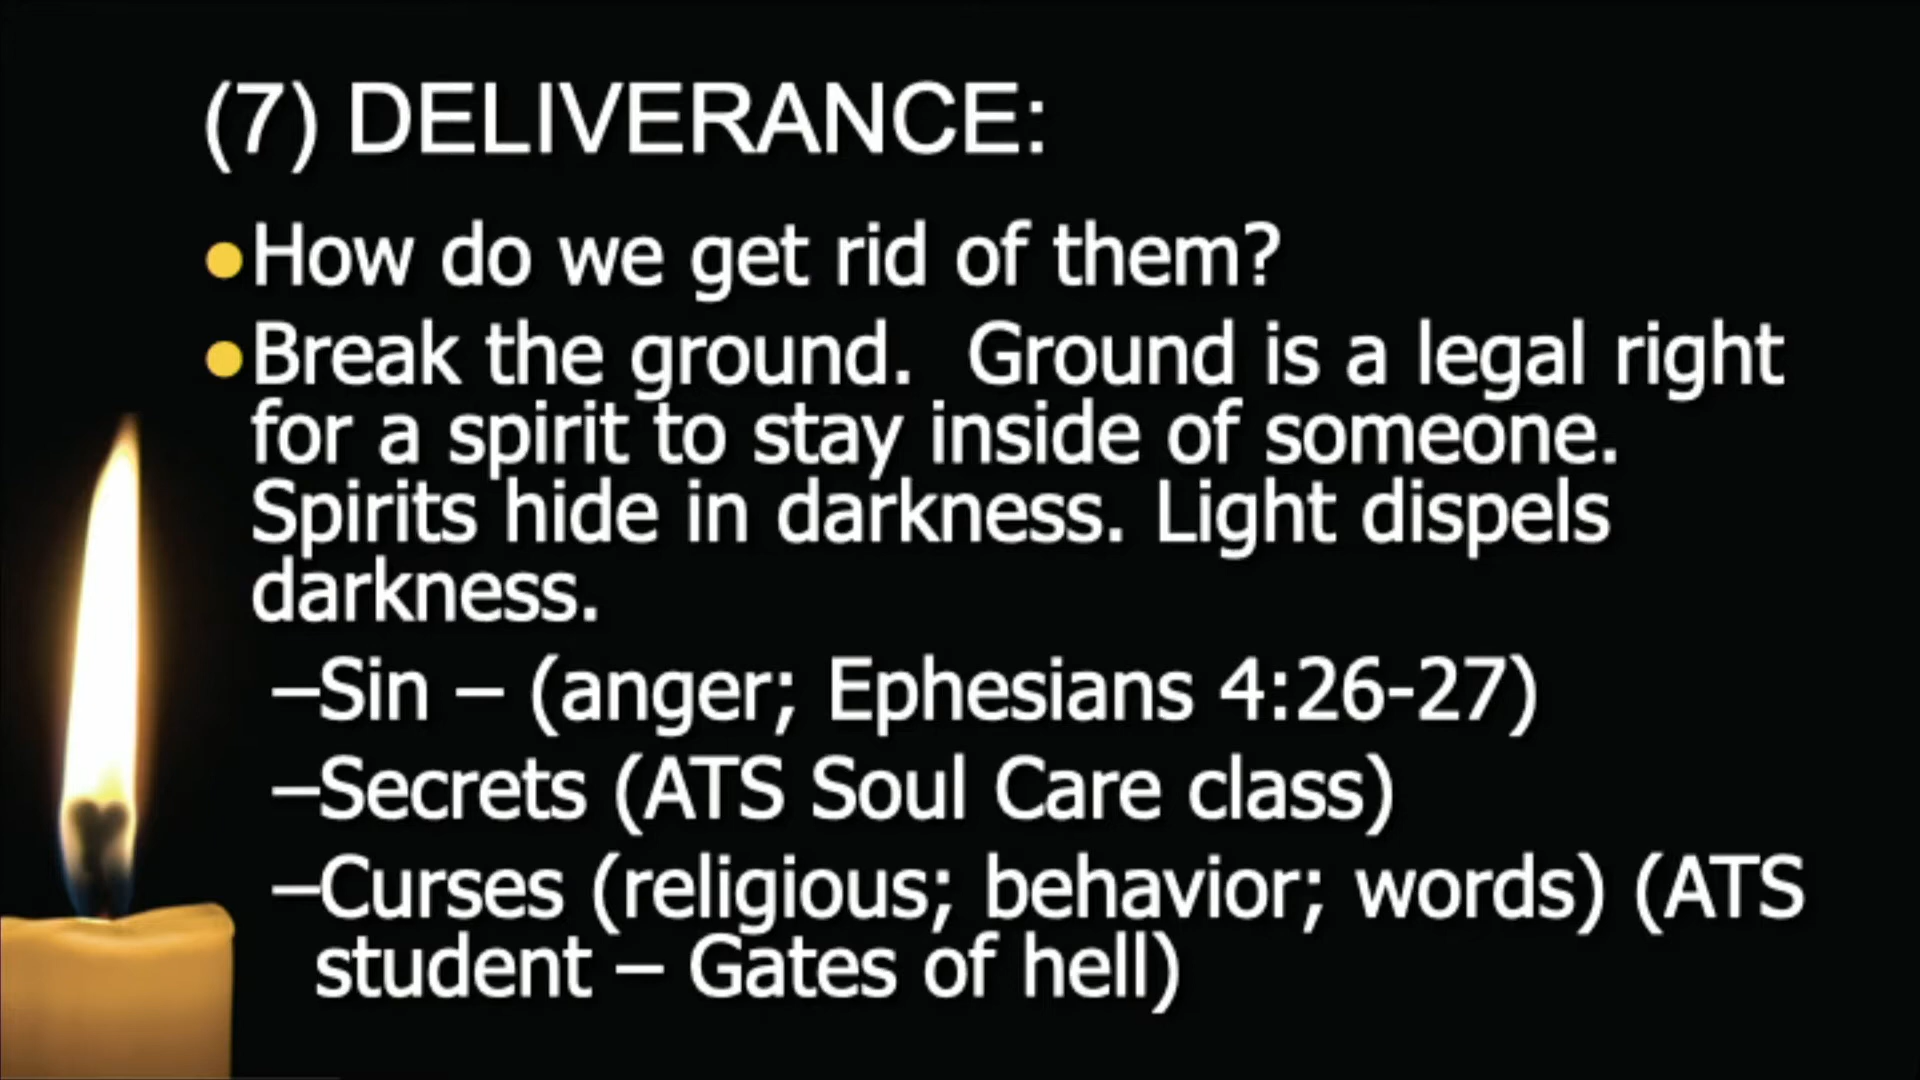 (7) DELIVERANCE:
●How do we get rid of them?
●Break the ground.  Ground is a legal right
for a spirit to stay inside of someone.
Spirits hide in darkness. Light dispels
darkness.
–Sin – (anger; Ephesians 4:26-27)
–Secrets (ATS Soul Care class)
–Curses (religious; behavior; words) (ATS
student – Gates of hell)